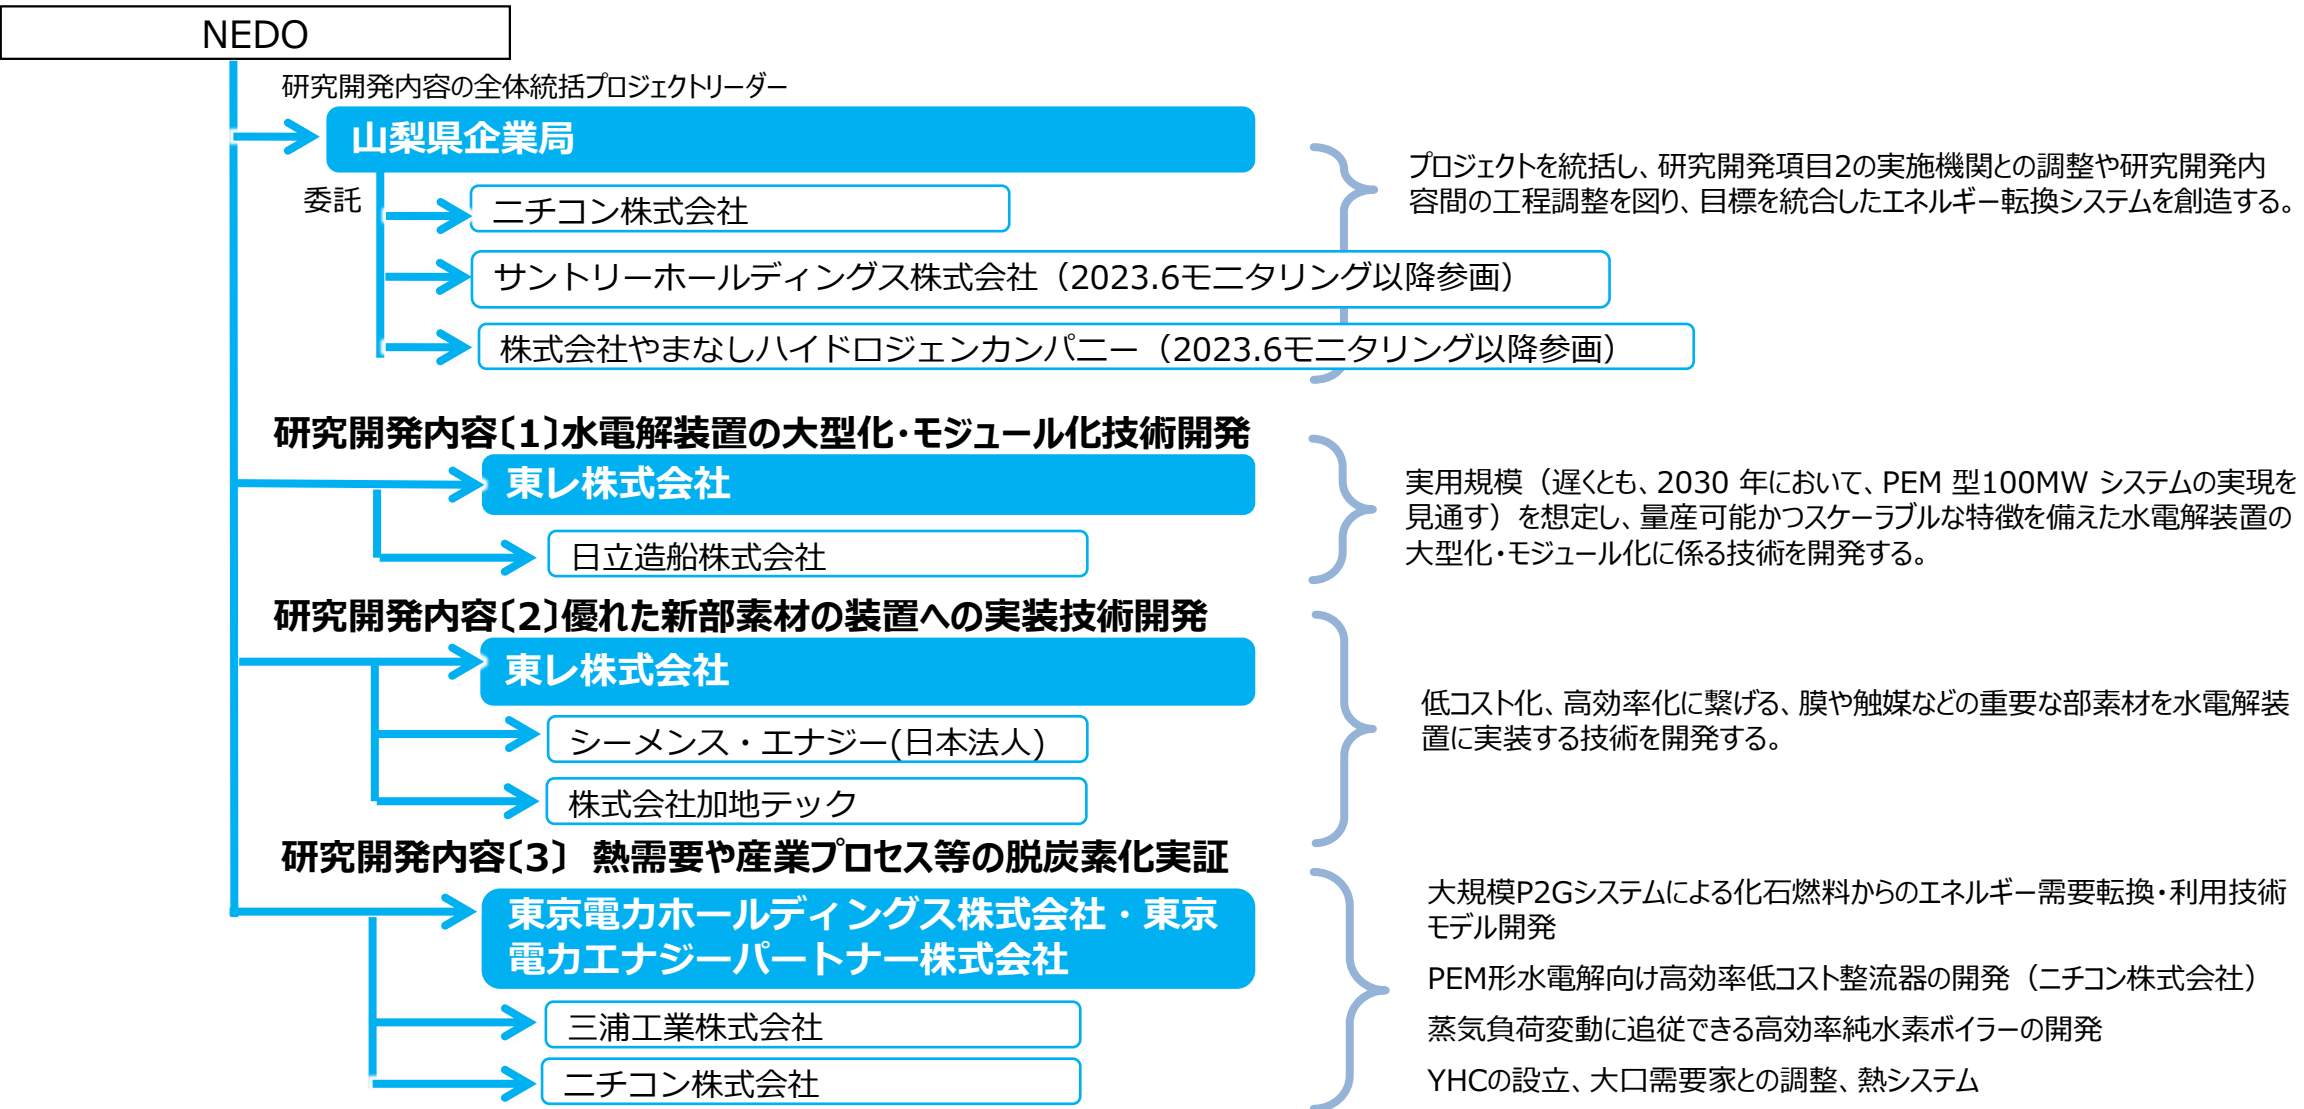 NEDO
研究開発内容の全体統括プロジェクトリーダー
山梨県企業局
委託
ニチコン株式会社
サントリーホールディングス株式会社（2023.6モニタリング以降参画）
株式会社やまなしハイドロジェンカンパニー（2023.6モニタリング以降参画）
プロジェクトを統括し、研究開発項目2の実施機関との調整や研究開発内
容間の工程調整を図り、目標を統合したエネルギー転換システムを創造する。
研究開発内容〔1〕水電解装置の大型化・モジュール化技術開発
東レ株式会社
日立造船株式会社
実用規模（遅くとも、2030 年において、PEM 型100MW システムの実現を
見通す）を想定し、量産可能かつスケーラブルな特徴を備えた水電解装置の
大型化・モジュール化に係る技術を開発する。
研究開発内容〔2〕優れた新部素材の装置への実装技術開発
東レ株式会社
シーメンス・エナジー(日本法人)
株式会社加地テック
低コスト化、高効率化に繋げる、膜や触媒などの重要な部素材を水電解装
置に実装する技術を開発する。
研究開発内容〔3〕 熱需要や産業プロセス等の脱炭素化実証
東京電力ホールディングス株式会社・東京
電力エナジーパートナー株式会社
三浦工業株式会社
ニチコン株式会社
大規模P2Gシステムによる化石燃料からのエネルギー需要転換・利用技術
モデル開発
PEM形水電解向け高効率低コスト整流器の開発（ニチコン株式会社）
蒸気負荷変動に追従できる高効率純水素ボイラーの開発
YHCの設立、大口需要家との調整、熱システム